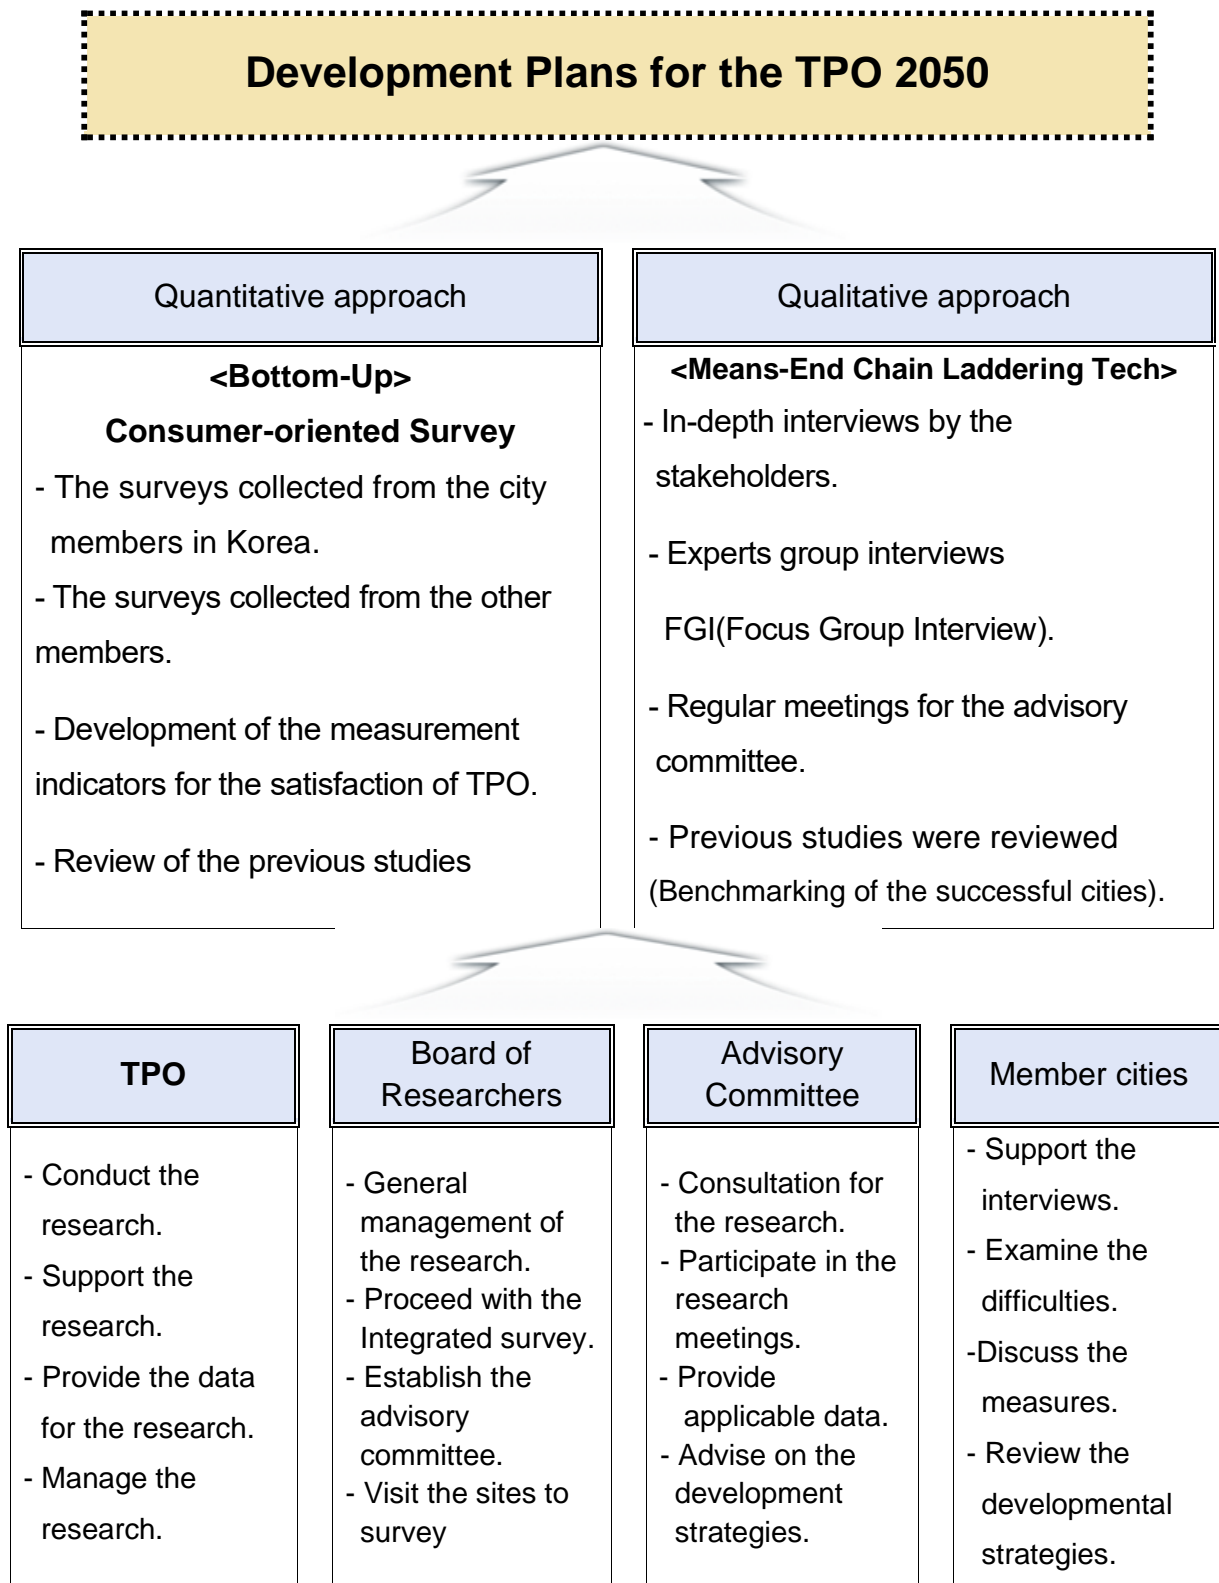 Development Plans for the TPO 2050
Quantitative approach
<Bottom-Up>
Consumer-oriented Survey
- The surveys collected from the city
members in Korea.
- The surveys collected from the other
members.
- Development of the measurement
indicators for the satisfaction of TPO.
- Review of the previous studies
Qualitative approach
<Means-End Chain Laddering Tech>
- In-depth interviews by the
stakeholders.
- Experts group interviews
FGI(Focus Group Interview).
- Regular meetings for the advisory
committee.
- Previous studies were reviewed
(Benchmarking of the successful cities).
TPO
- Conduct the
research.
- Support the
research.
- Provide the data
for the research.
- Manage the
research.
Board of
Researchers
- General
management of
the research.
- Proceed with the
Integrated survey.
- Establish the
advisory
committee.
- Visit the sites to
survey
Advisory
Committee
- Consultation for
the research.
- Participate in the
research
meetings.
- Provide
applicable data.
- Advise on the
development
strategies.
Member cities
- Support the
interviews.
- Examine the
difficulties.
-Discuss the
measures.
- Review the
developmental
strategies.